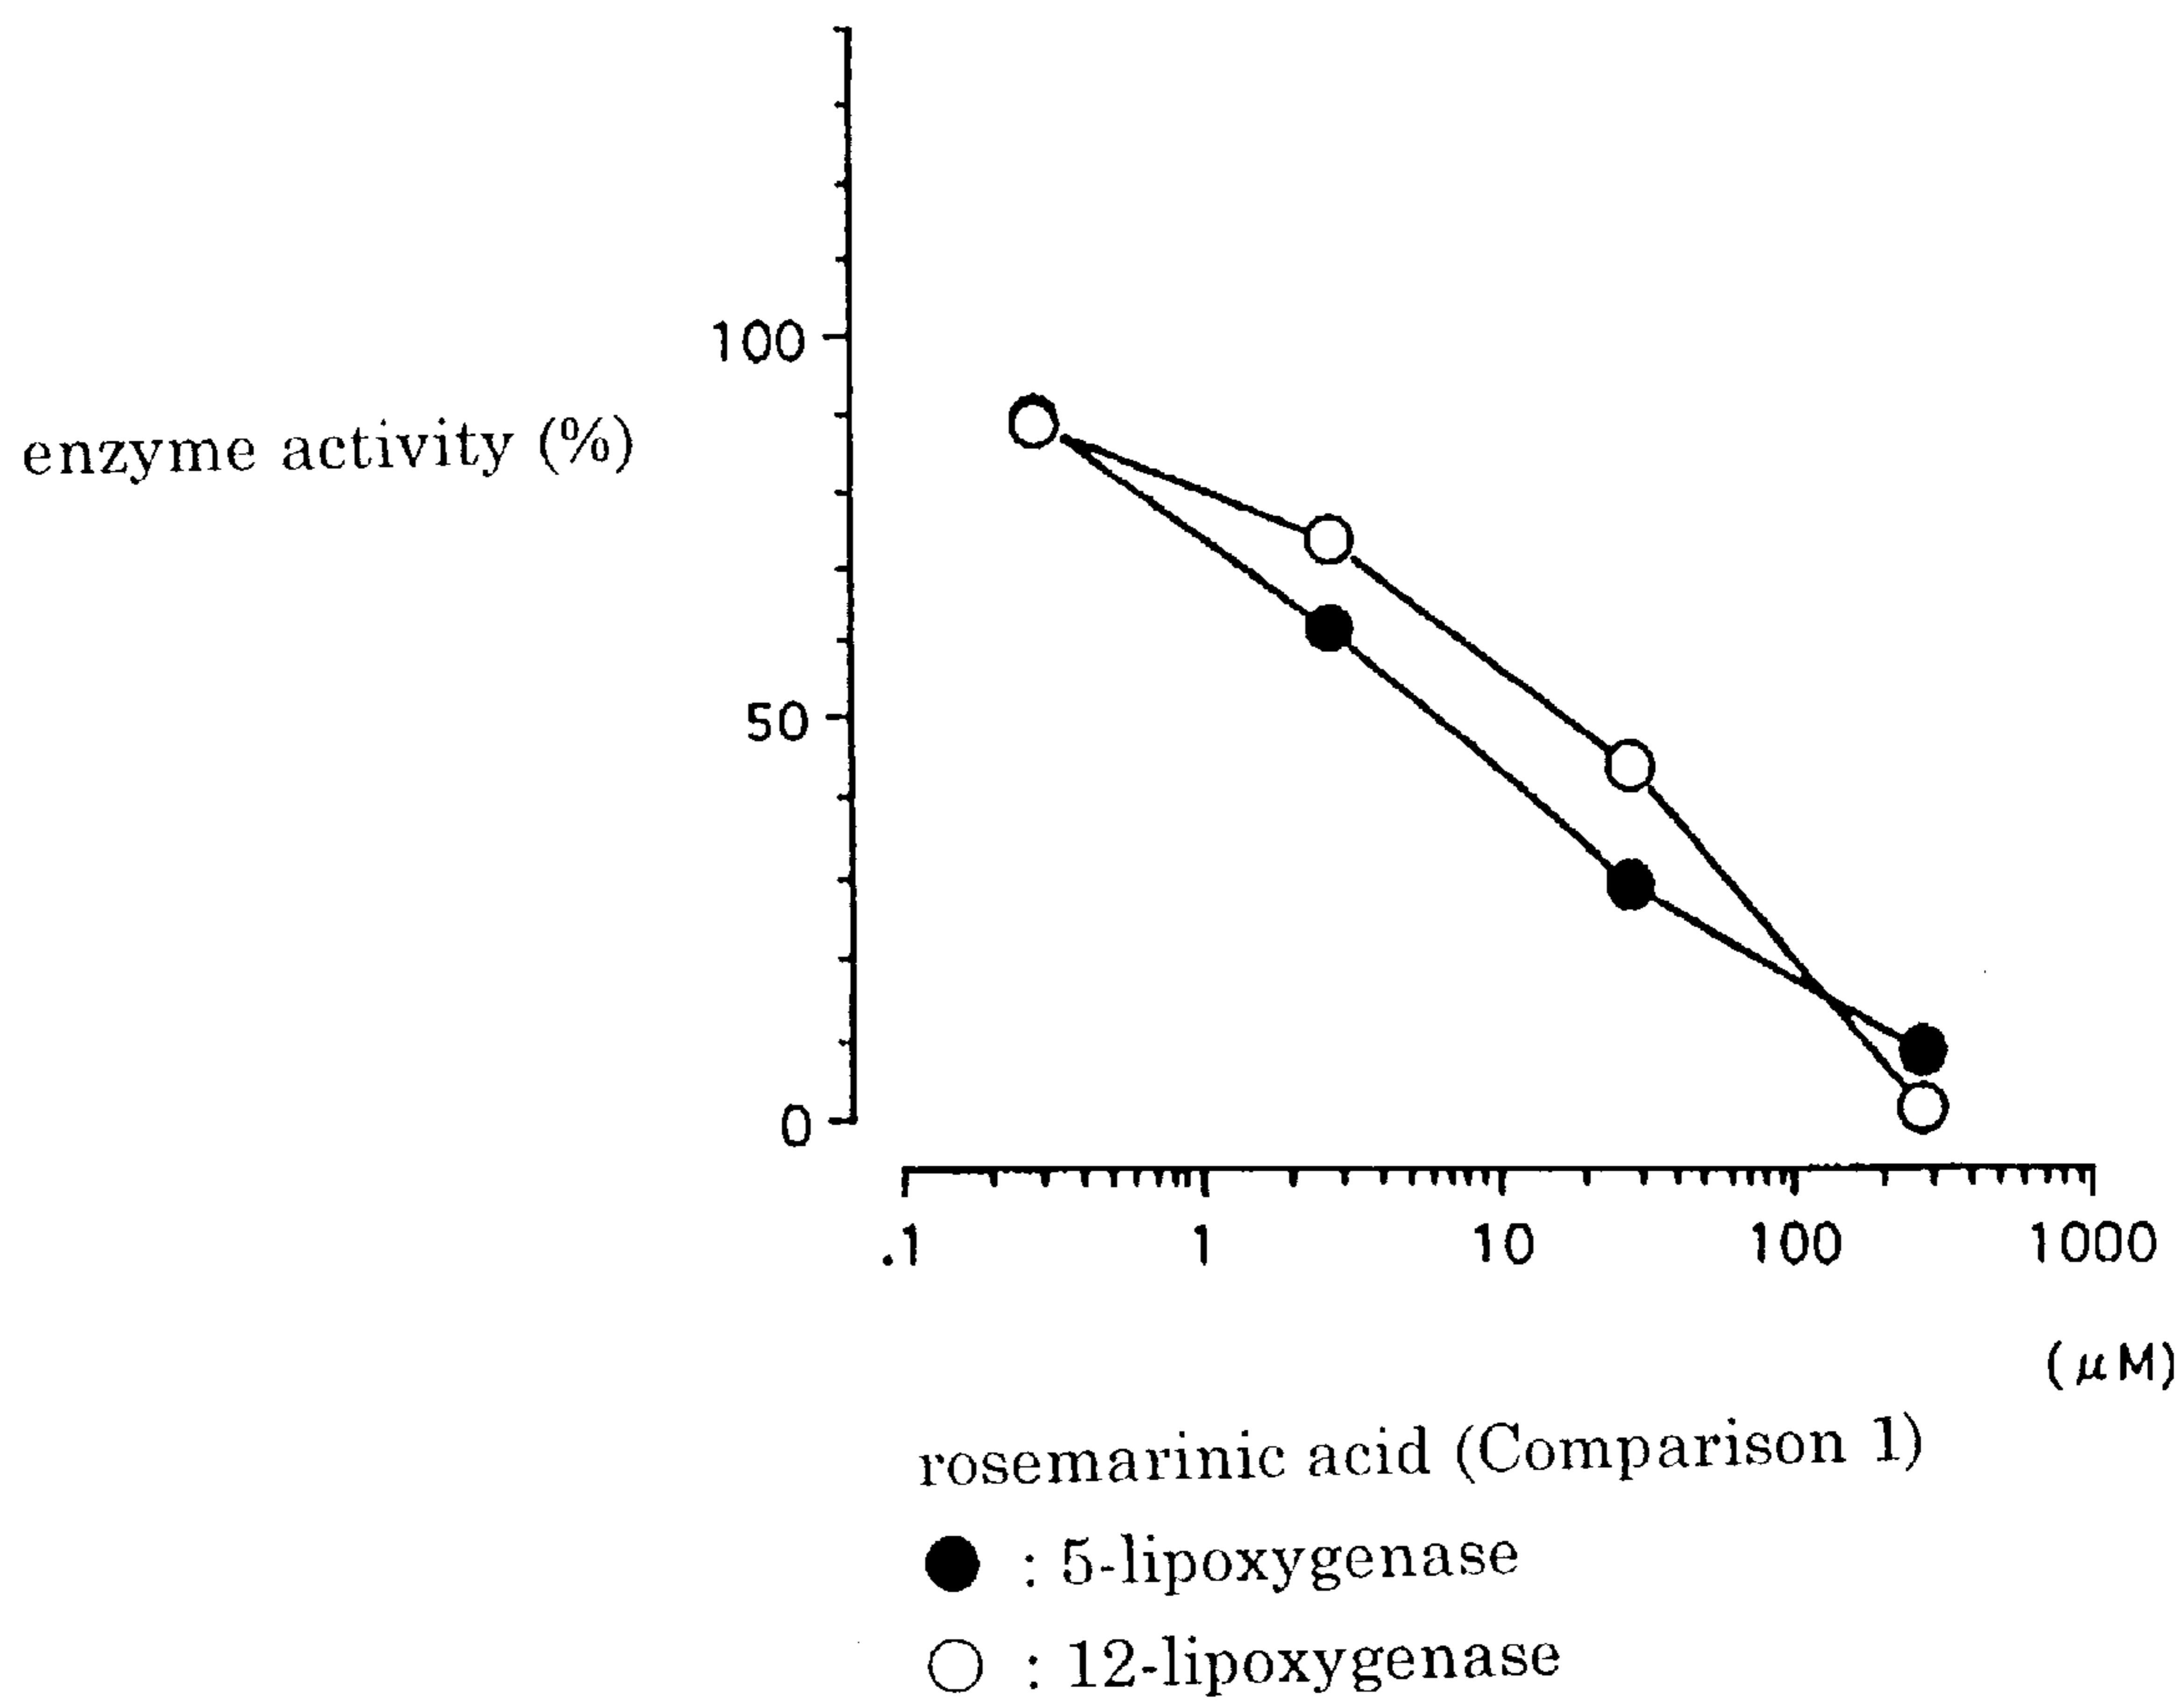 100
enzyme activity (%)
50
0
.1 1 10 100 1000
(μM)
rosemarinic acid (Comparison 1)
● : 5-lipoxygenase
○ : 12-lipoxygenase